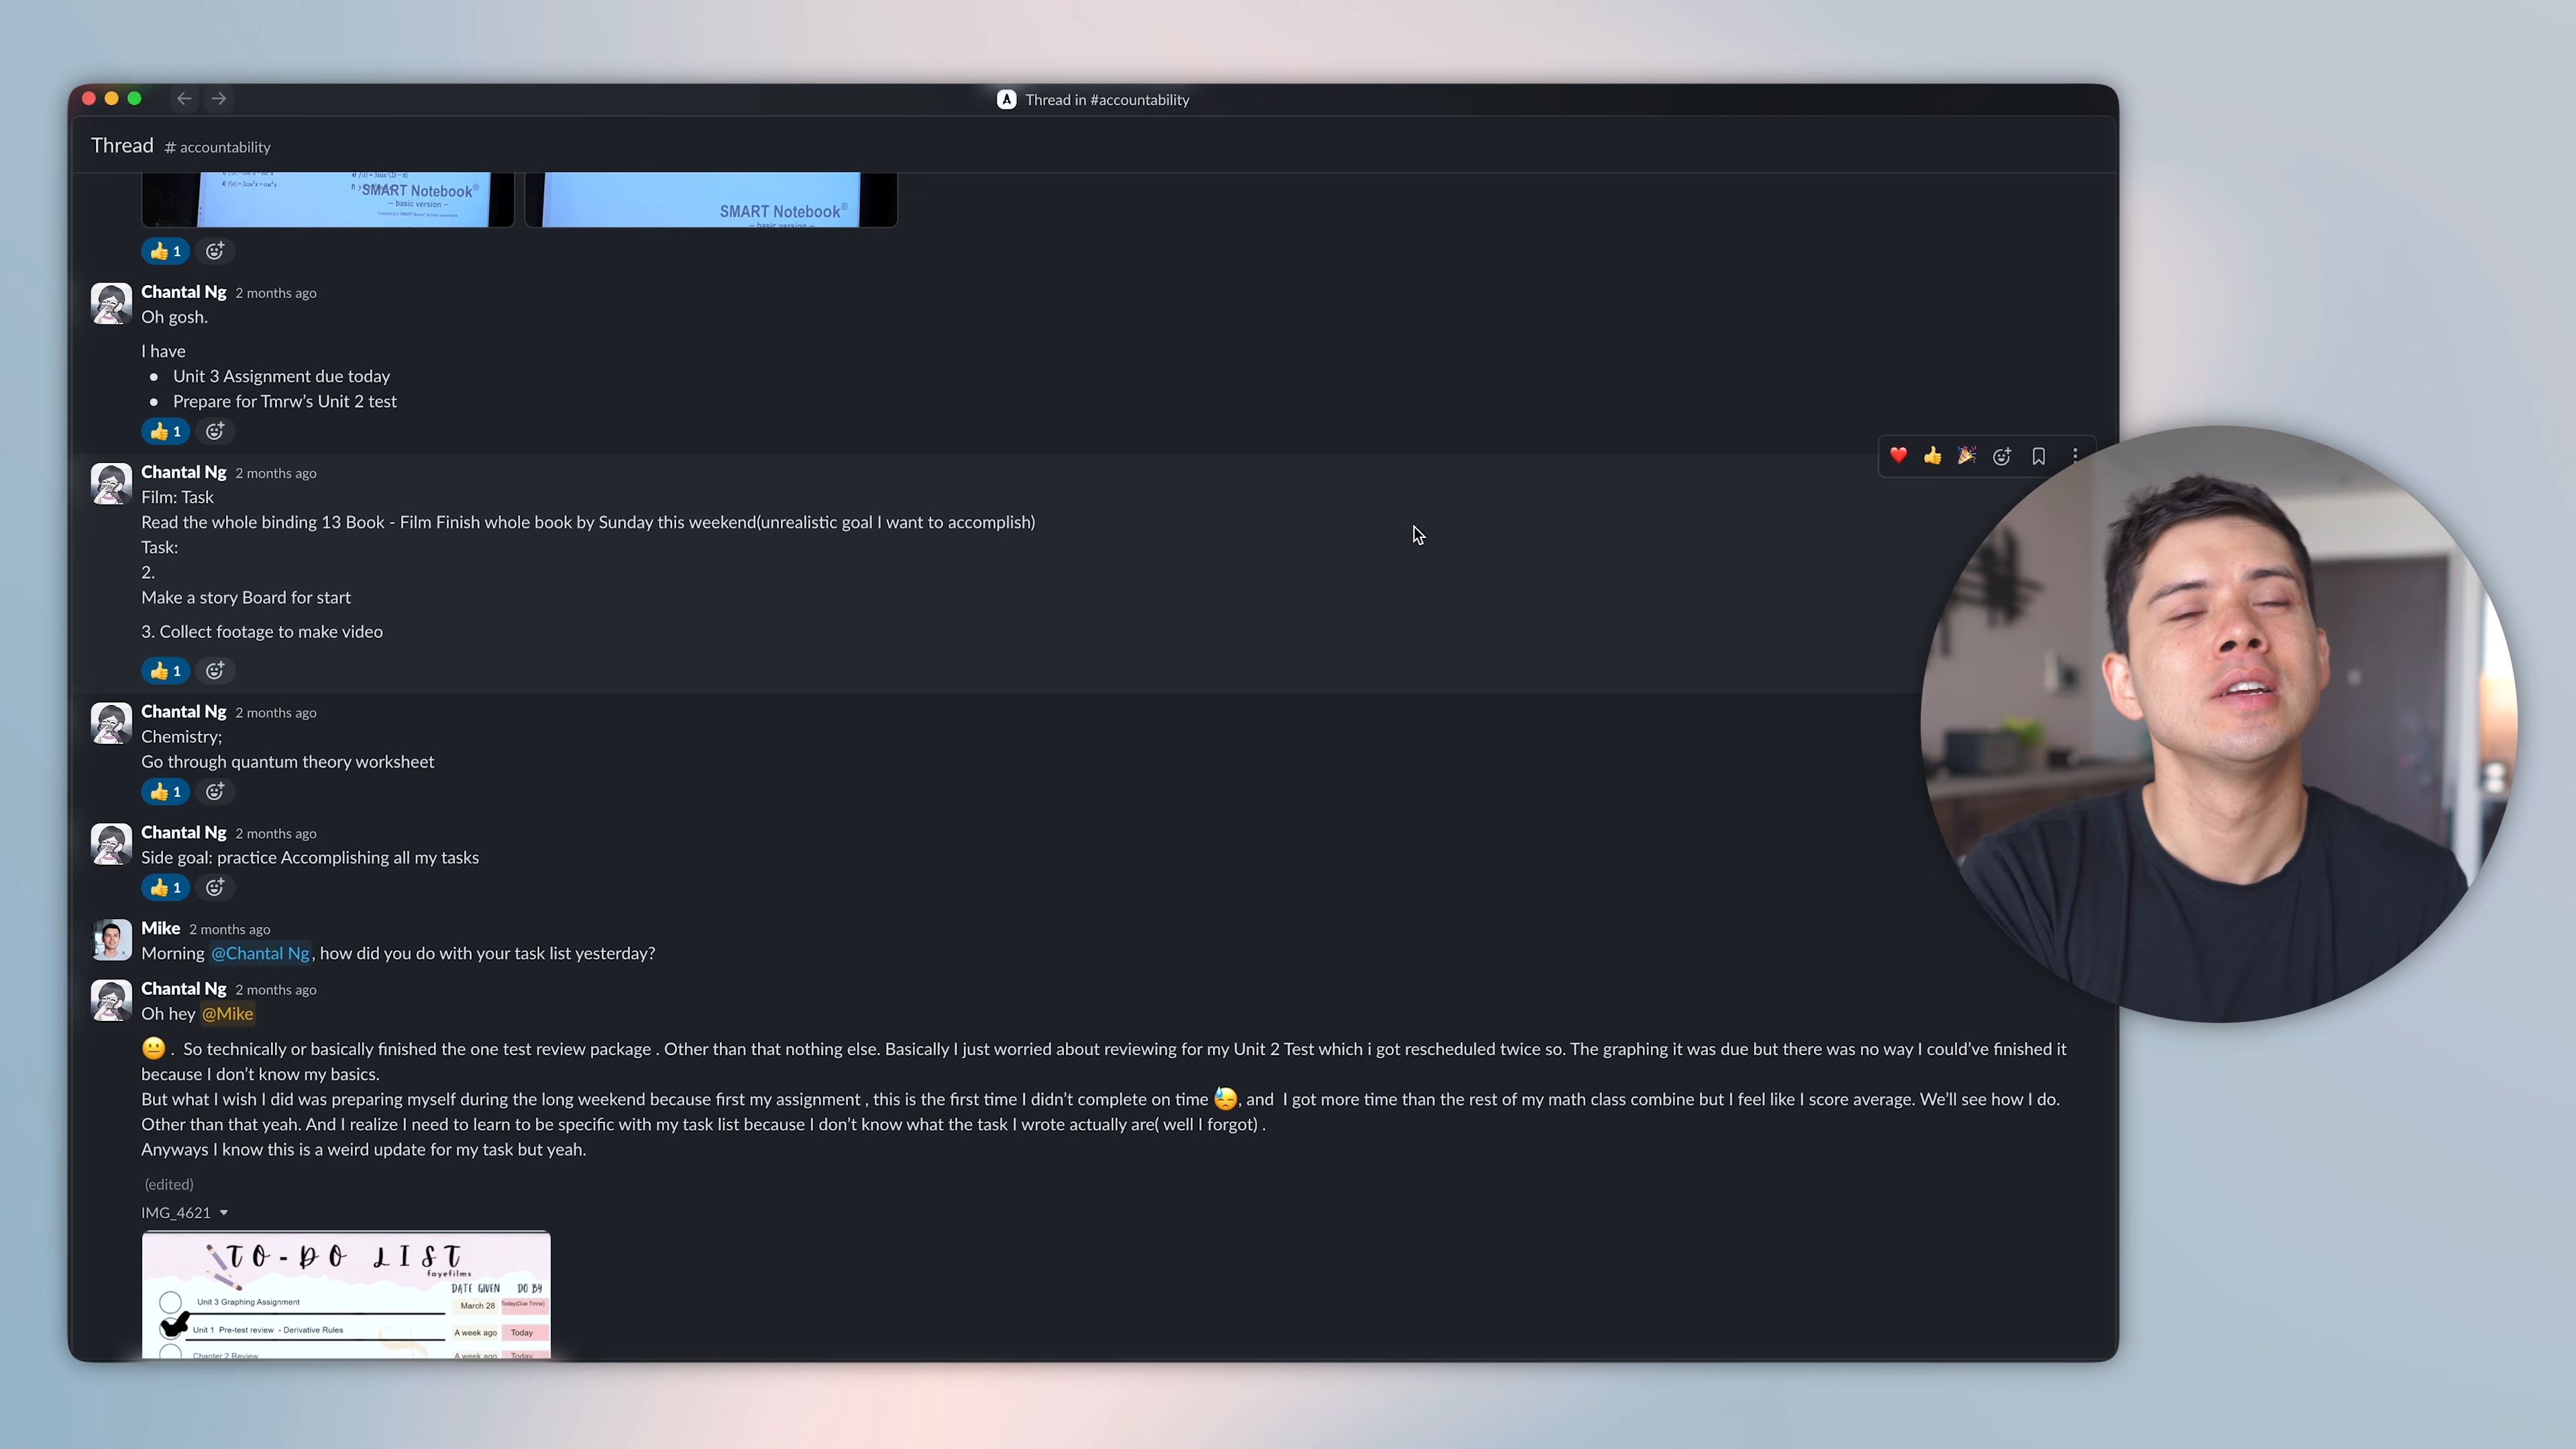 A Thread in #accountability
Thread # accountability
b) f(x) = 2cos²x + cos⁴x
SMART Notebook®
– basic version –
SMART Notebook®
– basic version –
👍 1
Chantal Ng 2 months ago
Oh gosh.
I have
● Unit 3 Assignment due today
● Prepare for Tmrw's Unit 2 test
👍 1
Chantal Ng 2 months ago
Film: Task
Read the whole binding 13 Book - Film Finish whole book by Sunday this weekend(unrealistic goal I want to accomplish)
Task:
2.
Make a story Board for start
3. Collect footage to make video
👍 1
Chantal Ng 2 months ago
Chemistry;
Go through quantum theory worksheet
👍 1
Chantal Ng 2 months ago
Side goal: practice Accomplishing all my tasks
👍 1
Mike 2 months ago
Morning @Chantal Ng, how did you do with your task list yesterday?
Chantal Ng 2 months ago
Oh hey @Mike
😐 . So technically or basically finished the one test review package . Other than that nothing else. Basically I just worried about reviewing for my Unit 2 Test which i got rescheduled twice so. The graphing it was due but there was no way I could've finished it
because I don't know my basics.
But what I wish I did was preparing myself during the long weekend because first my assignment , this is the first time I didn't complete on time 😓, and I got more time than the rest of my math class combine but I feel like I score average. We'll see how I do.
Other than that yeah. And I realize I need to learn to be specific with my task list because I don't know what the task I wrote actually are( well I forgot) .
Anyways I know this is a weird update for my task but yeah.
(edited)
IMG_4621
TO-DO LIST
fayefilms
DATE GIVEN DO BY
Unit 3 Graphing Assignment March 28 Today(Due Tmrw)
Unit 1 Pre-test review - Derivative Rules A week ago Today
Chapter 2 Review A week ago Today